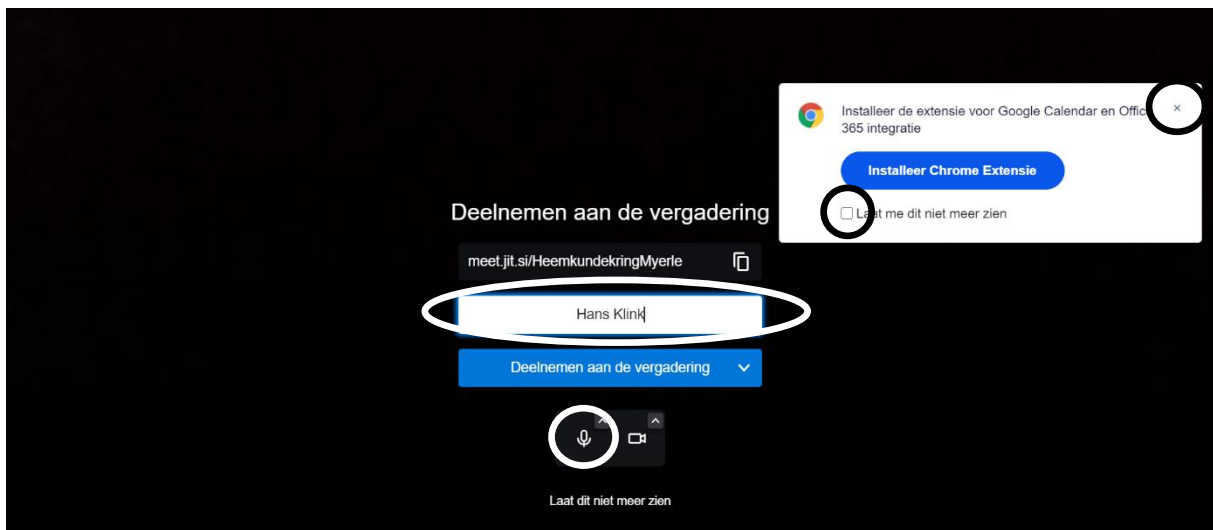 Installeer de extensie voor Google Calendar en Offic
365 integratie
Installeer Chrome Extensie
Laat me dit niet meer zien
Deelnemen aan de vergadering
meet.jit.si/HeemkundekringMyerle
Hans Klink
Deelnemen aan de vergadering
Laat dit niet meer zien